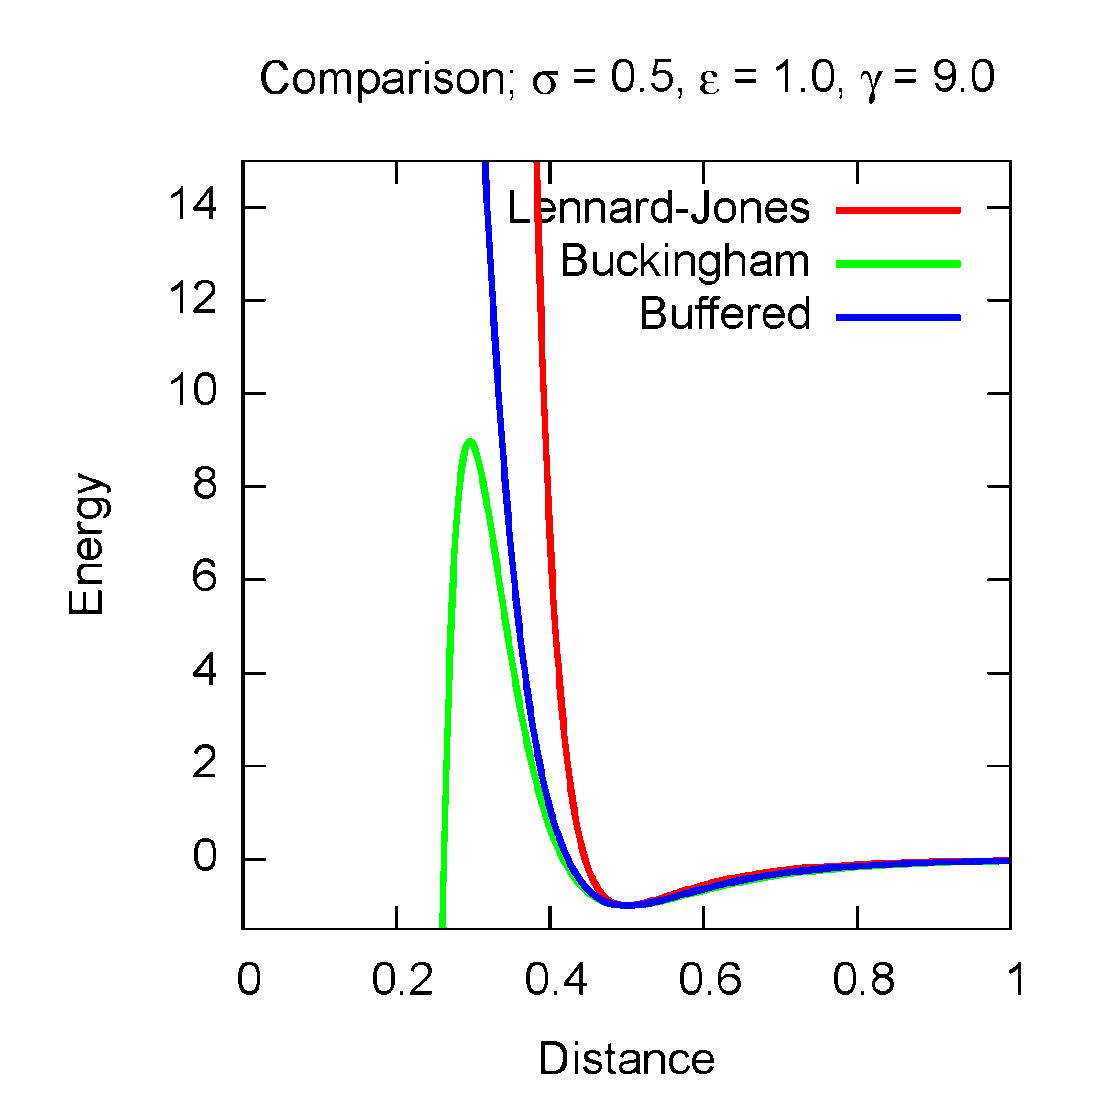 Comparison; σ = 0.5, ε = 1.0, γ = 9.0
14
12
10
8
6
4
2
0
Lennard-Jones
Buckingham
Buffered
Energy
0 0.2 0.4 0.6 0.8 1
Distance